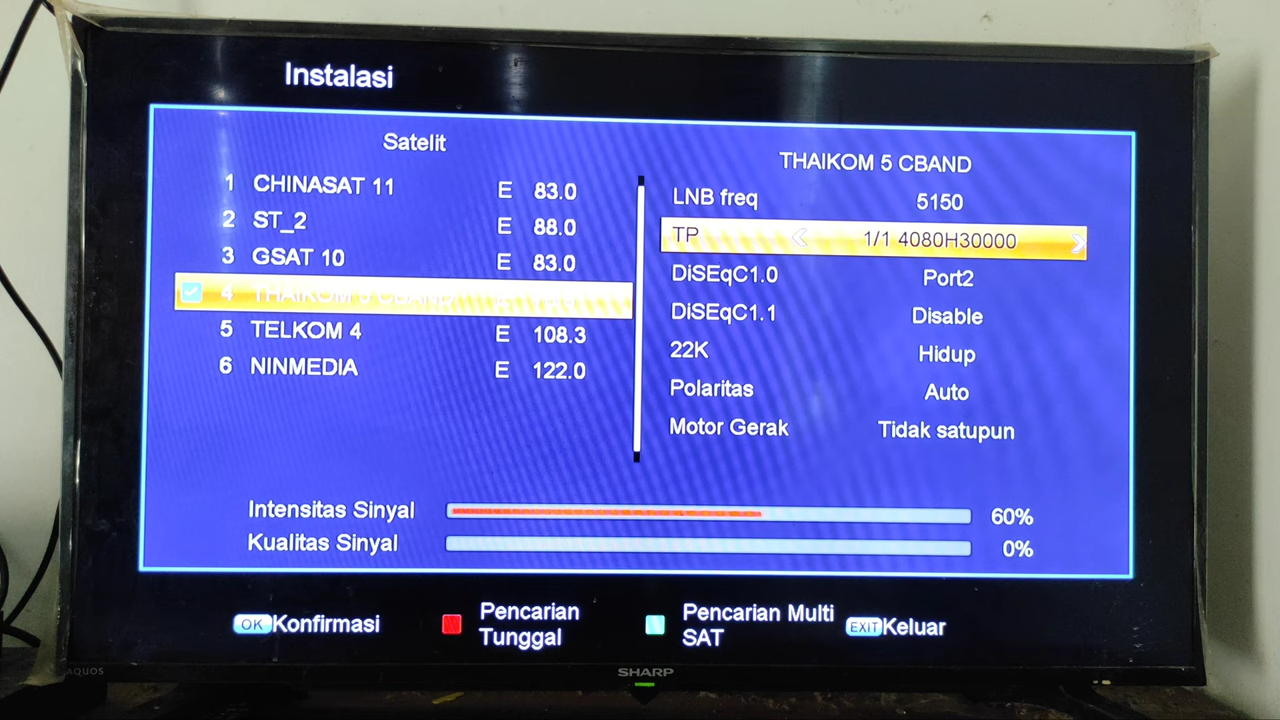 Instalasi
Satelit
1 CHINASAT 11 E 83.0
2 ST_2 E 88.0
3 GSAT 10 E 83.0
4 THAIKOM 5 CBAND E
5 TELKOM 4 E 108.3
6 NINMEDIA E 122.0
THAIKOM 5 CBAND
LNB freq 5150
TP 1/1 4080H30000
DiSEqC1.0 Port2
DiSEqC1.1 Disable
22K Hidup
Polaritas Auto
Motor Gerak Tidak satupun
Intensitas Sinyal 60%
Kualitas Sinyal 0%
OK Konfirmasi
Pencarian
Tunggal
Pencarian Multi
SAT
EXIT Keluar
AQUOS
SHARP